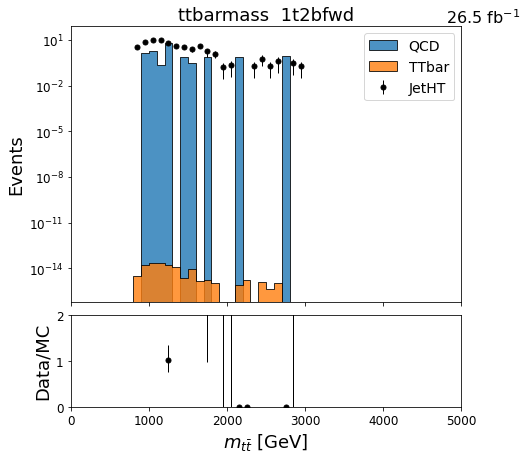 ttbarmass 1t2bfwd
26.5 fb⁻¹
QCD
TTbar
JetHT
Events
10¹
10⁻²
10⁻⁵
10⁻⁸
10⁻¹¹
10⁻¹⁴
Data/MC
2
1
0
0 1000 2000 3000 4000 5000
m_{tt̄} [GeV]